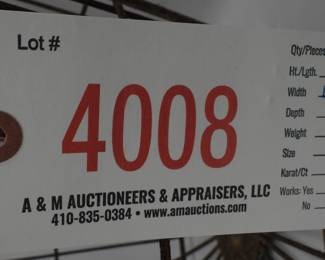 Lot #
4008
A & M AUCTIONEERS & APPRAISERS, LLC
410-835-0384 • www.amauctions.com
Qty/Pieces
Ht./Lgth.
Width
Depth
Weight
Size
Karat/Ct
Works: Yes
No